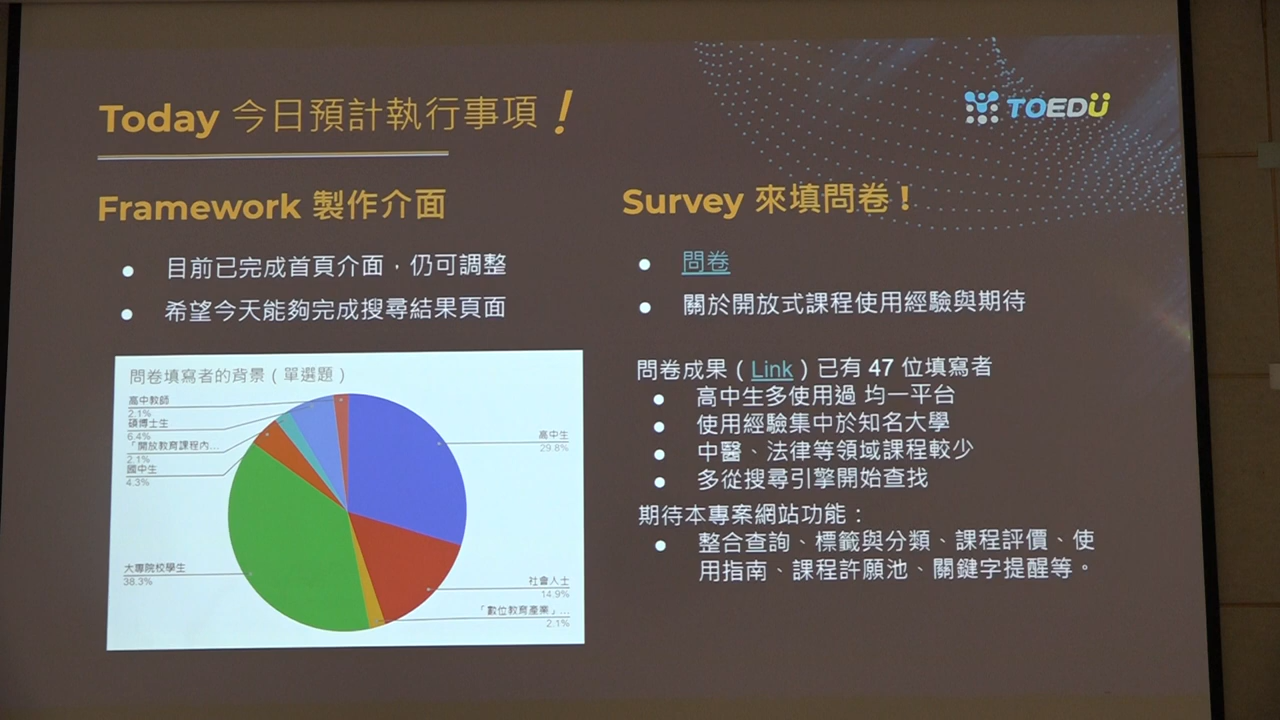 Today 今日預計執行事項！
TOEDU
Framework 製作介面
● 目前已完成首頁介面，仍可調整
● 希望今天能夠完成搜尋結果頁面
問卷填寫者的背景（單選題）
高中教師
2.1%
碩博士生
6.4%
「開放教育課程內...
2.1%
國中生
4.3%
大專院校學生
38.3%
高中生
29.8%
社會人士
14.9%
「數位教育產業」...
2.1%
Survey 來填問卷！
● 問卷
● 關於開放式課程使用經驗與期待
問卷成果（Link）已有 47 位填寫者
● 高中生多使用過 均一平台
● 使用經驗集中於知名大學
● 中醫、法律等領域課程較少
● 多從搜尋引擎開始查找
期待本專案網站功能：
● 整合查詢、標籤與分類、課程評價、使
用指南、課程許願池、關鍵字提醒等。